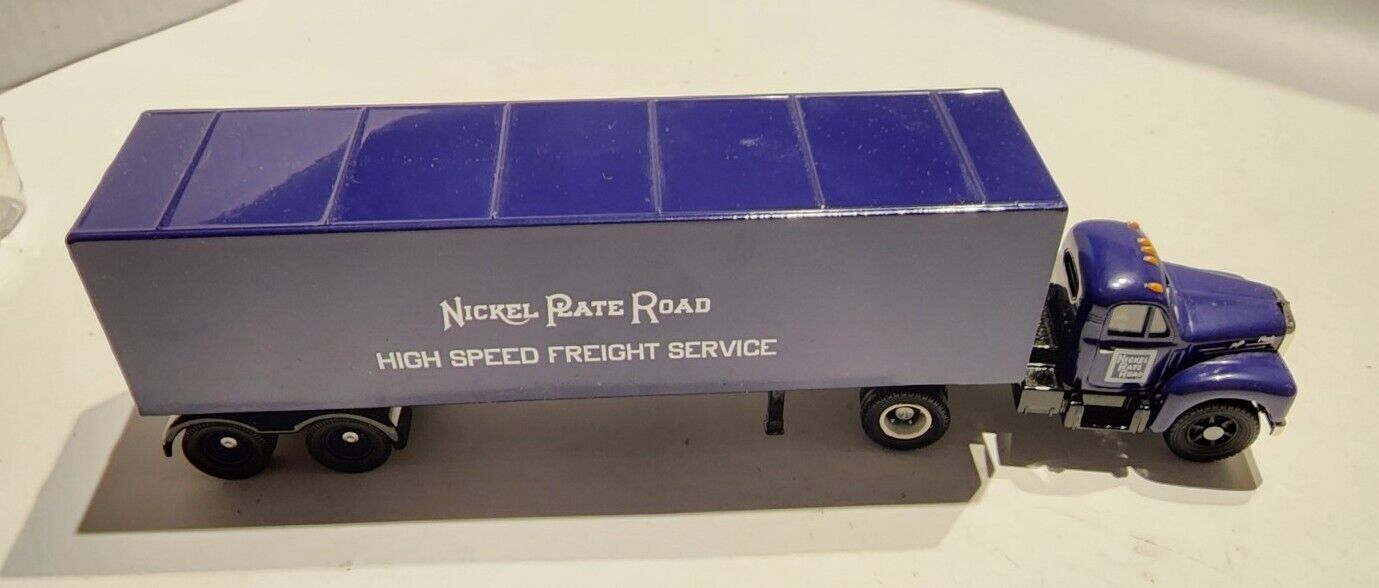 Nickel Plate Road
HIGH SPEED FREIGHT SERVICE
NICKEL
PLATE
ROAD